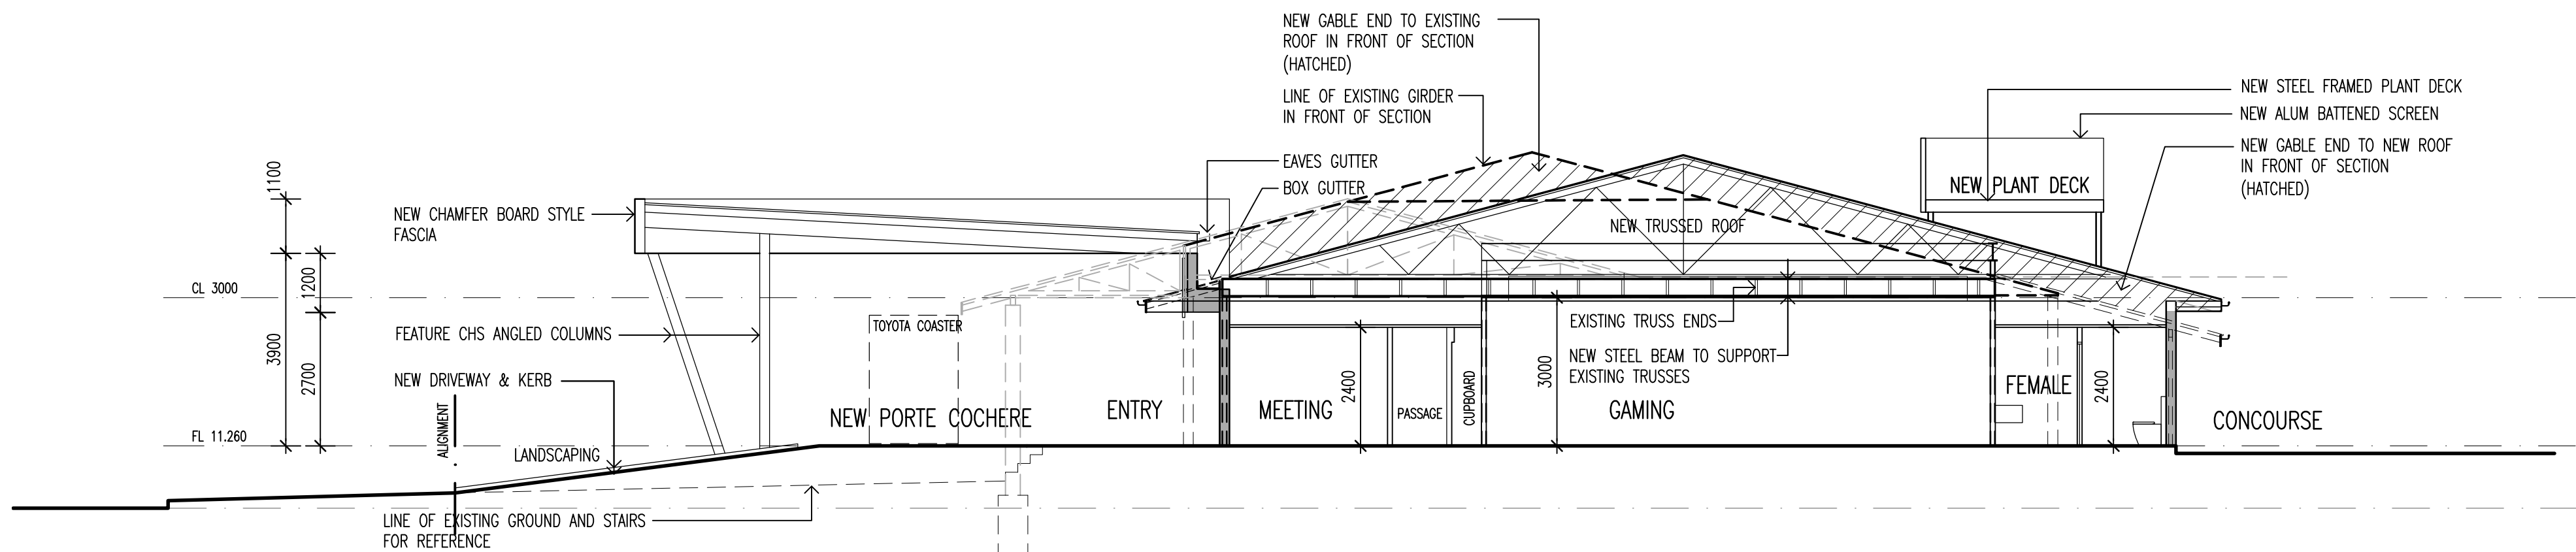 NEW GABLE END TO EXISTING
ROOF IN FRONT OF SECTION
(HATCHED)
LINE OF EXISTING GIRDER
IN FRONT OF SECTION
EAVES GUTTER
BOX GUTTER
NEW STEEL FRAMED PLANT DECK
NEW ALUM BATTENED SCREEN
NEW GABLE END TO NEW ROOF
IN FRONT OF SECTION
(HATCHED)
NEW PLANT DECK
NEW TRUSSED ROOF
1100
NEW CHAMFER BOARD STYLE
FASCIA
1200
3900
2700
CL 3000
FL 11.260
FEATURE CHS ANGLED COLUMNS
NEW DRIVEWAY & KERB
ALIGNMENT
LANDSCAPING
LINE OF EXISTING GROUND AND STAIRS
FOR REFERENCE
TOYOTA COASTER
NEW PORTE COCHERE
ENTRY
MEETING
2400
PASSAGE
CUPBOARD
3000
EXISTING TRUSS ENDS
NEW STEEL BEAM TO SUPPORT
EXISTING TRUSSES
GAMING
FEMALE
2400
CONCOURSE